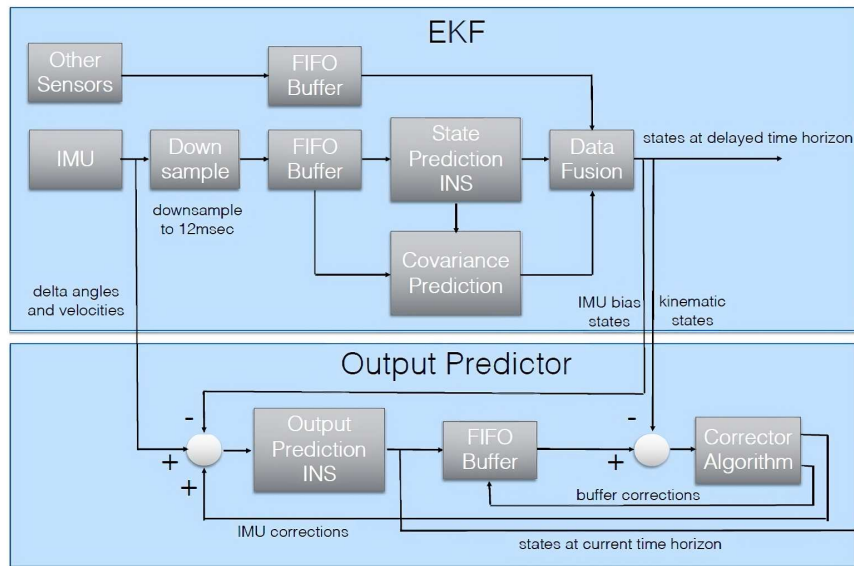 EKF
Other
Sensors
FIFO
Buffer
IMU
Down
sample
FIFO
Buffer
State
Prediction
INS
Data
Fusion
states at delayed time horizon
downsample
to 12msec
Covariance
Prediction
delta angles
and velocities
IMU bias
states
kinematic
states
Output Predictor
-
+
+
Output
Prediction
INS
FIFO
Buffer
-
+
Corrector
Algorithm
buffer corrections
IMU corrections
states at current time horizon